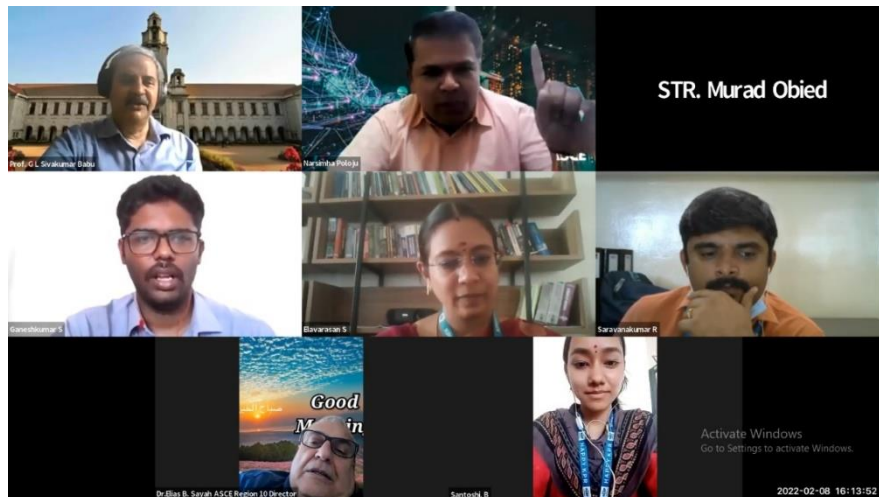 Prof. G L Sivakumar Babu
Narsimha Poloju
STR. Murad Obied
Ganeshkumar S
Elavarasan S
Saravanakumar R
Good
Dr.Elias B. Sayah ASCE Region 10 Director
Santoshi. B
Activate Windows
Go to Settings to activate Windows.
2022-02-08 16:13:52